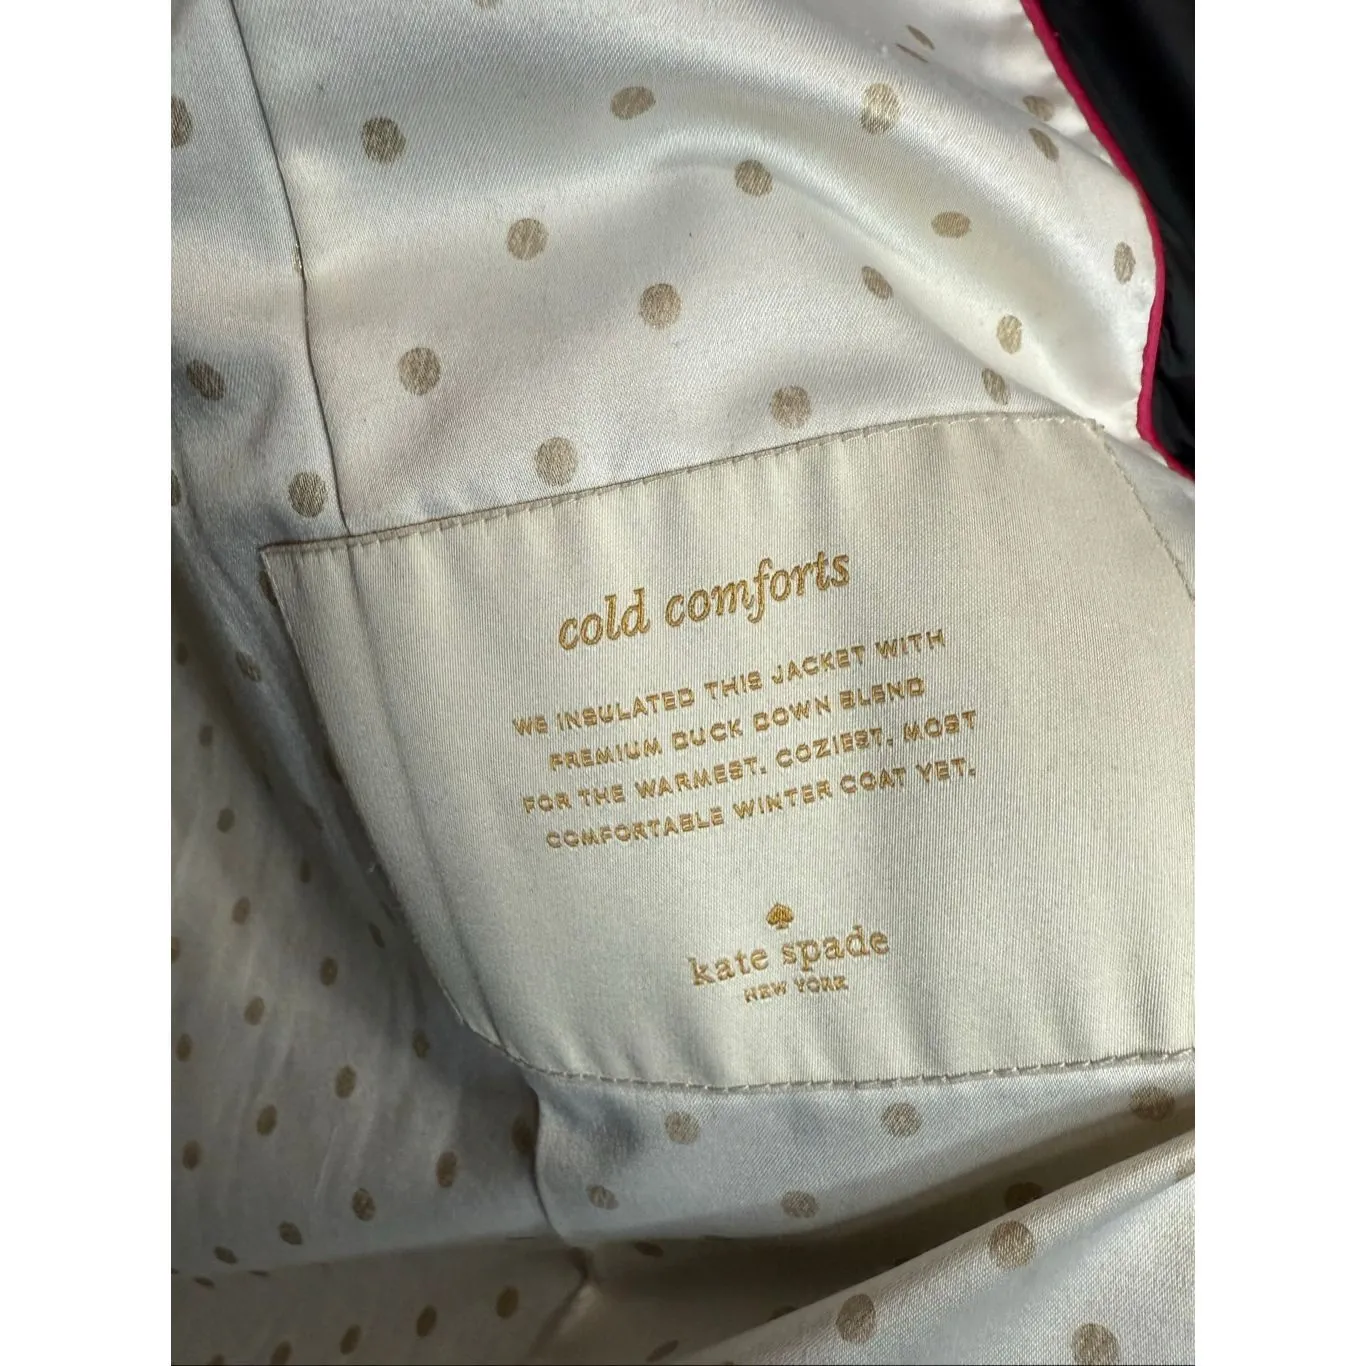 cold comforts
WE INSULATED THIS JACKET WITH
PREMIUM DUCK DOWN BLEND
FOR THE WARMEST, COZIEST, MOST
COMFORTABLE WINTER COAT YET.
kate spade
NEW YORK